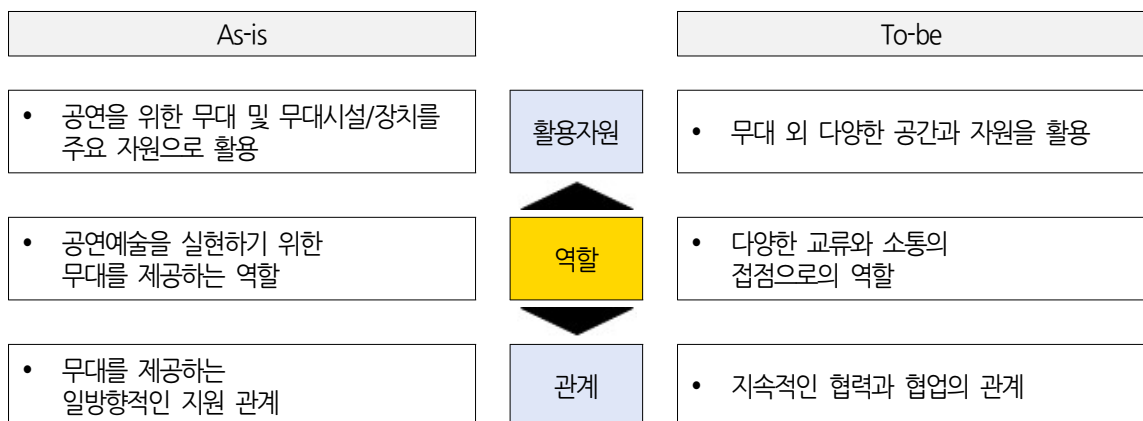 As-is
To-be
• 공연을 위한 무대 및 무대시설/장치를
주요 자원으로 활용
활용자원
• 무대 외 다양한 공간과 자원을 활용
• 공연예술을 실현하기 위한
무대를 제공하는 역할
역할
• 다양한 교류와 소통의
접점으로의 역할
• 무대를 제공하는
일방향적인 지원 관계
관계
• 지속적인 협력과 협업의 관계